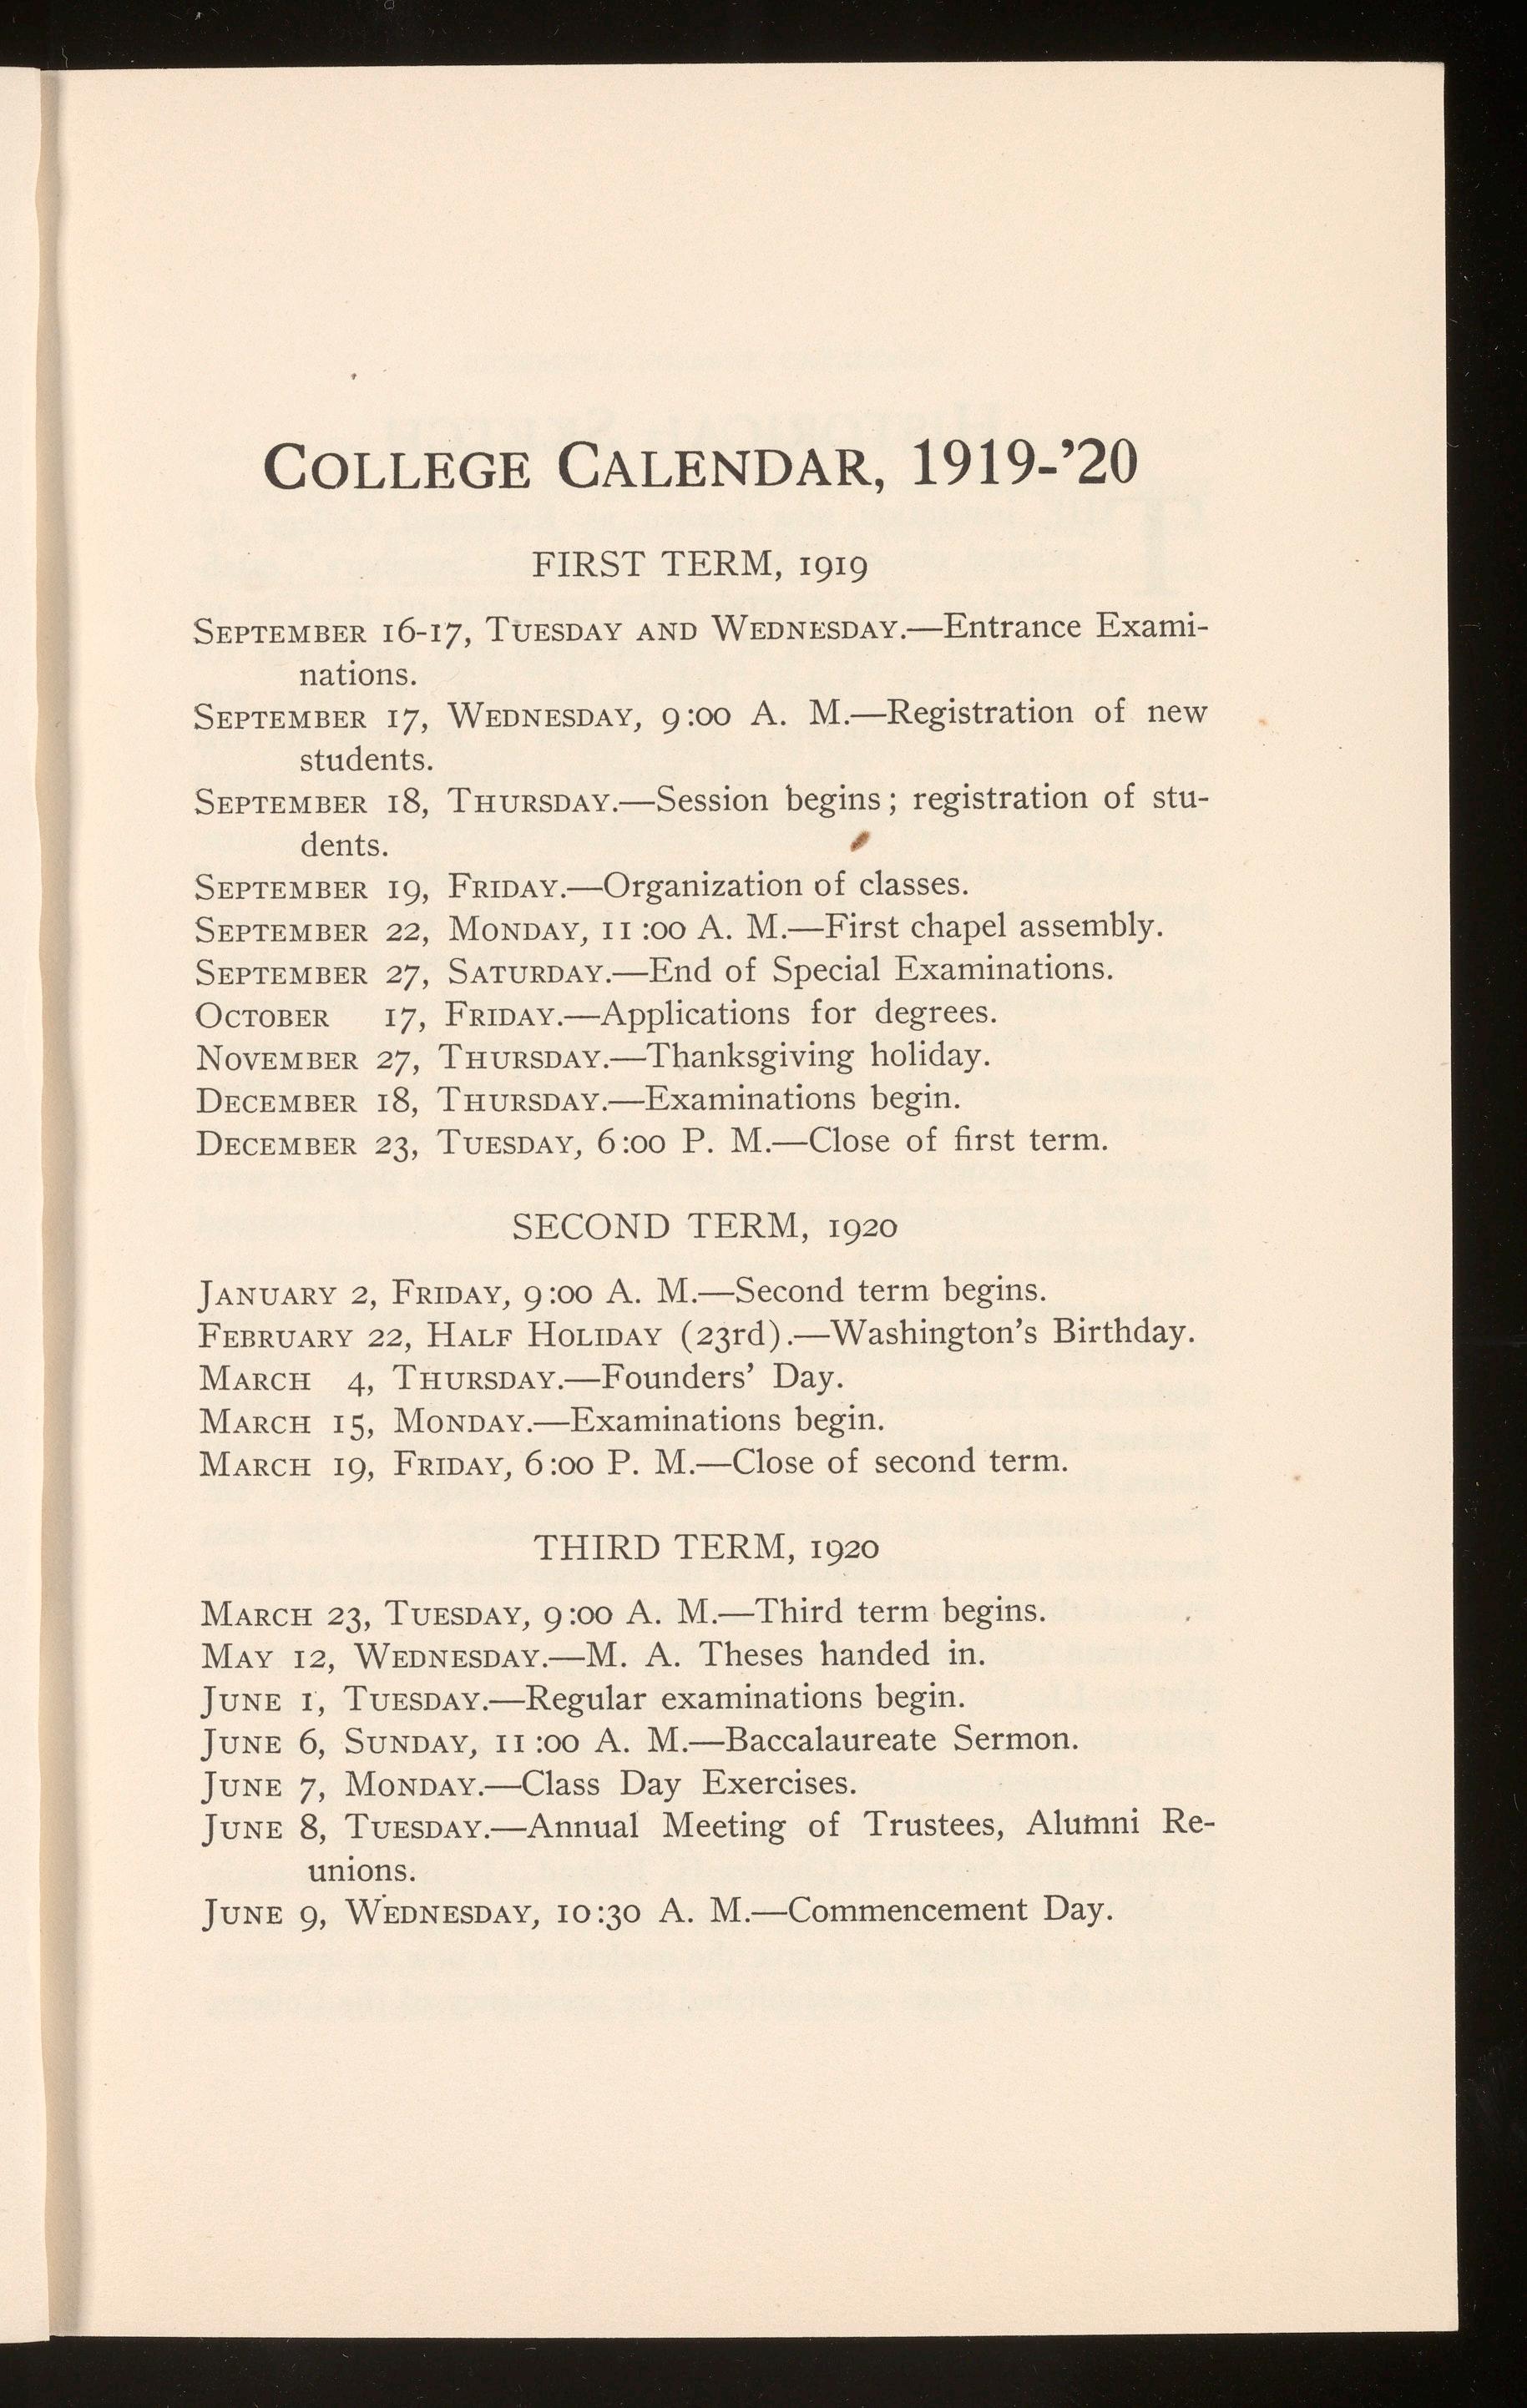 COLLEGE CALENDAR, 1919-’20
FIRST TERM, 1919
SEPTEMBER 16-17, TUESDAY AND WEDNESDAY.—Entrance Exami-
nations.
SEPTEMBER 17, WEDNESDAY, 9:00 A. M.—Registration of new
students.
SEPTEMBER 18, THURSDAY.—Session begins; registration of stu-
dents.
SEPTEMBER 19, FRIDAY.—Organization of classes.
SEPTEMBER 22, MONDAY, 11:00 A. M.—First chapel assembly.
SEPTEMBER 27, SATURDAY.—End of Special Examinations.
OCTOBER 17, FRIDAY.—Applications for degrees.
NOVEMBER 27, THURSDAY.—Thanksgiving holiday.
DECEMBER 18, THURSDAY.—Examinations begin.
DECEMBER 23, TUESDAY, 6:00 P. M.—Close of first term.
SECOND TERM, 1920
JANUARY 2, FRIDAY, 9:00 A. M.—Second term begins.
FEBRUARY 22, HALF HOLIDAY (23rd).—Washington’s Birthday.
MARCH 4, THURSDAY.—Founders’ Day.
MARCH 15, MONDAY.—Examinations begin.
MARCH 19, FRIDAY, 6:00 P. M.—Close of second term.
THIRD TERM, 1920
MARCH 23, TUESDAY, 9:00 A. M.—Third term begins.
MAY 12, WEDNESDAY.—M. A. Theses handed in.
JUNE 1, TUESDAY.—Regular examinations begin.
JUNE 6, SUNDAY, 11:00 A. M.—Baccalaureate Sermon.
JUNE 7, MONDAY.—Class Day Exercises.
JUNE 8, TUESDAY.—Annual Meeting of Trustees, Alumni Re-
unions.
JUNE 9, WEDNESDAY, 10:30 A. M.—Commencement Day.